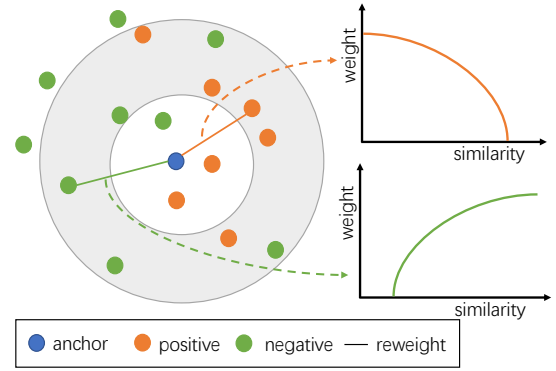 weight
similarity
weight
similarity
anchor positive negative reweight